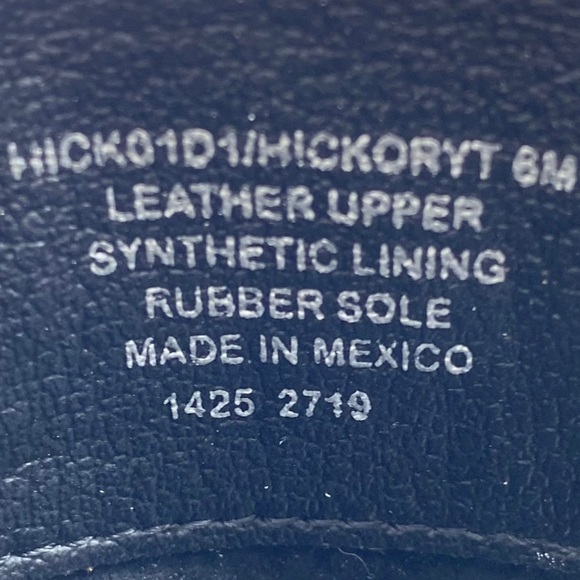 HICK01D1/HICKORYT 6M
LEATHER UPPER
SYNTHETIC LINING
RUBBER SOLE
MADE IN MEXICO
1425 2719